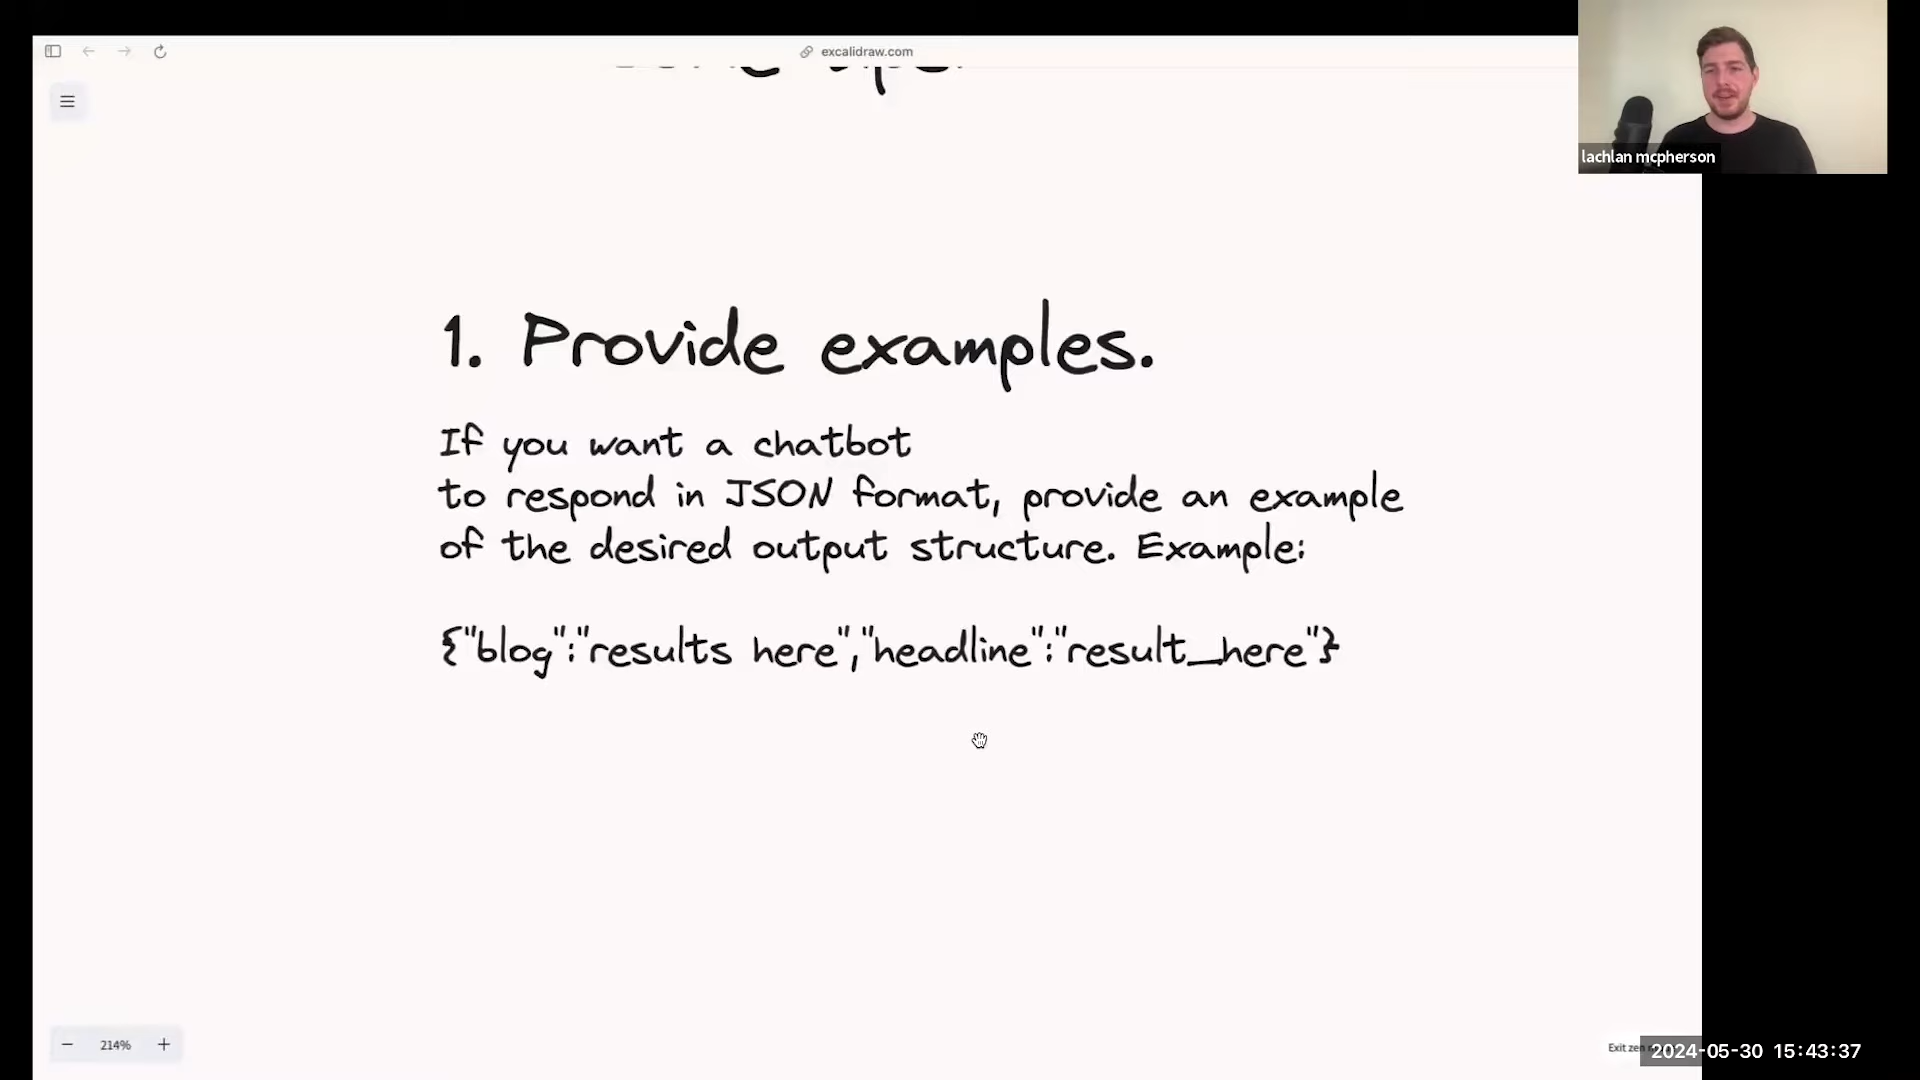 excalidraw.com
lachlan mcpherson
1. Provide examples.
If you want a chatbot
to respond in JSON format, provide an example
of the desired output structure. Example:
{"blog":"results here","headline":"result_here"}
214%
Exit zen
2024-05-30 15:43:37